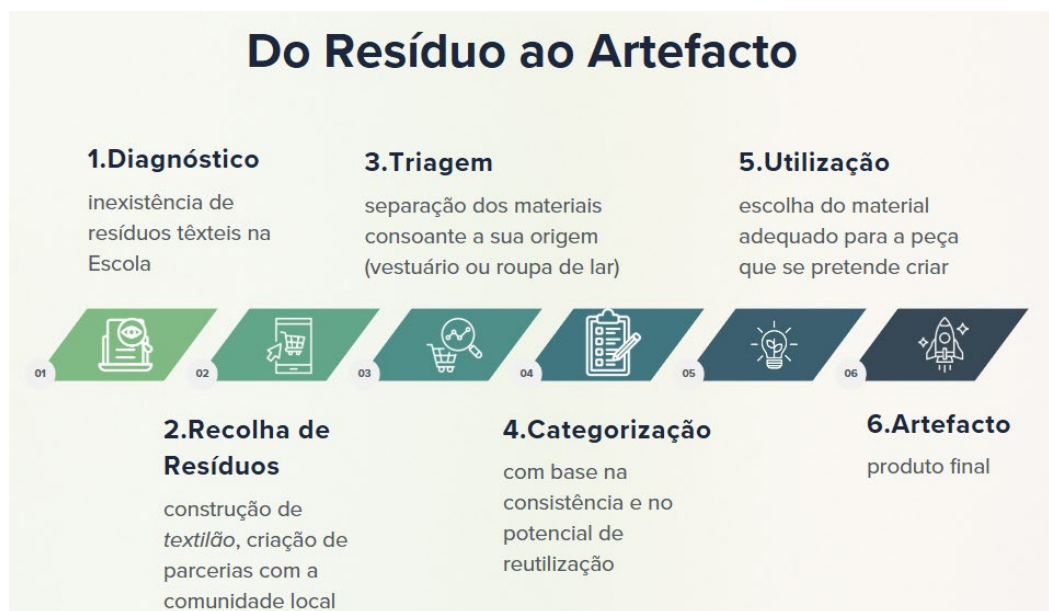 Do Resíduo ao Artefacto
1.Diagnóstico
inexistência de
resíduos têxteis na
Escola
3.Triagem
separação dos materiais
consoante a sua origem
(vestuário ou roupa de lar)
5.Utilização
escolha do material
adequado para a peça
que se pretende criar
01
02
03
04
05
06
2.Recolha de
Resíduos
construção de
textilão, criação de
parcerias com a
comunidade local
4.Categorização
com base na
consistência e no
potencial de
reutilização
6.Artefacto
produto final